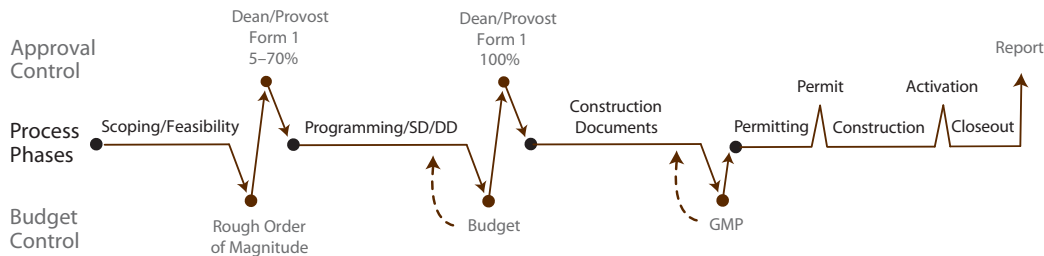 Approval
Control
Dean/Provost
Form 1
5–70%
Dean/Provost
Form 1
100%
Report
Process
Phases
Scoping/Feasibility
Programming/SD/DD
Construction
Documents
Permitting
Permit
Construction
Activation
Closeout
Budget
Control
Rough Order
of Magnitude
Budget
GMP